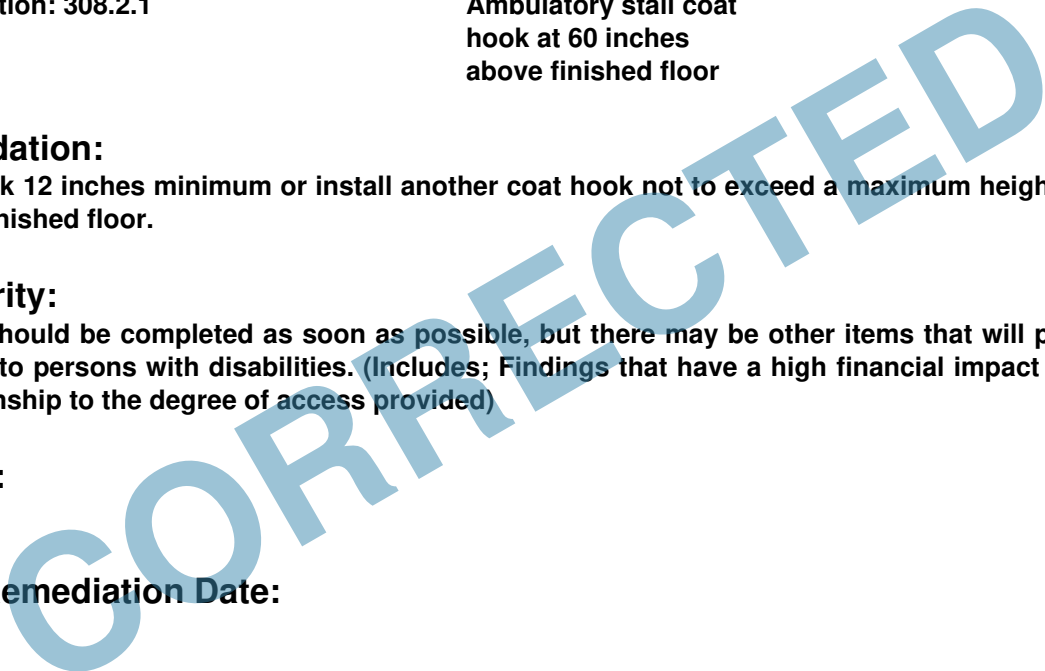 tion: 308.2.1
Ambulatory stall coat
hook at 60 inches
above finished floor
dation:
k 12 inches minimum or install another coat hook not to exceed a maximum heigh
nished floor.
rity:
hould be completed as soon as possible, but there may be other items that will p
to persons with disabilities. (Includes; Findings that have a high financial impact
nship to the degree of access provided)
:
emediation Date:
CORRECTED